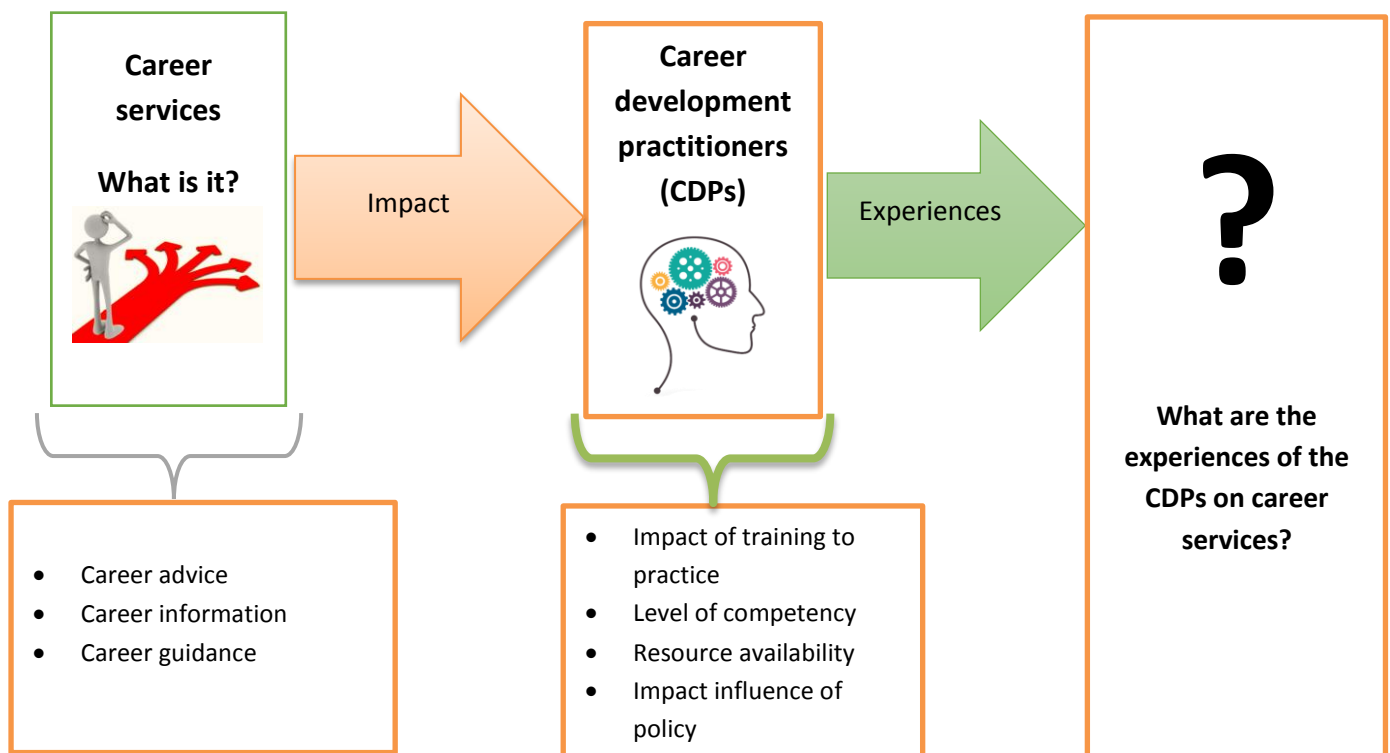 Career
services
What is it?
Impact
Career
development
practitioners
(CDPs)
Experiences
?
What are the
experiences of the
CDPs on career
services?
• Career advice
• Career information
• Career guidance
• Impact of training to
practice
• Level of competency
• Resource availability
• Impact influence of
policy